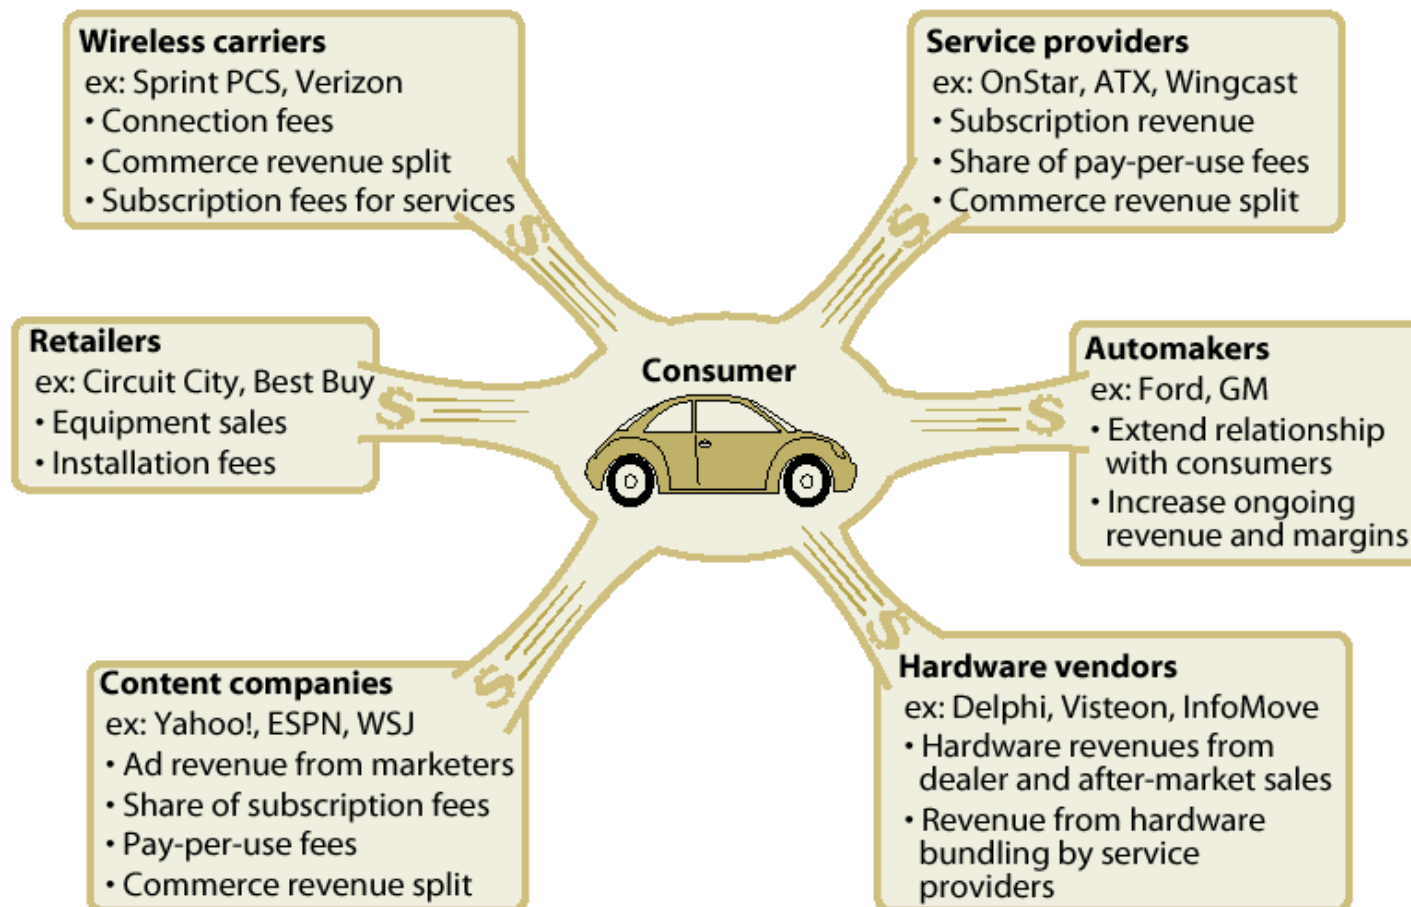 Wireless carriers
ex: Sprint PCS, Verizon
• Connection fees
• Commerce revenue split
• Subscription fees for services
$
Service providers
ex: OnStar, ATX, Wingcast
• Subscription revenue
• Share of pay-per-use fees
• Commerce revenue split
$
Retailers
ex: Circuit City, Best Buy
• Equipment sales
• Installation fees
$
Consumer
Automakers
ex: Ford, GM
• Extend relationship
with consumers
• Increase ongoing
revenue and margins
$
Content companies
ex: Yahoo!, ESPN, WSJ
• Ad revenue from marketers
• Share of subscription fees
• Pay-per-use fees
• Commerce revenue split
$
Hardware vendors
ex: Delphi, Visteon, InfoMove
• Hardware revenues from
dealer and after-market sales
• Revenue from hardware
bundling by service
providers
$